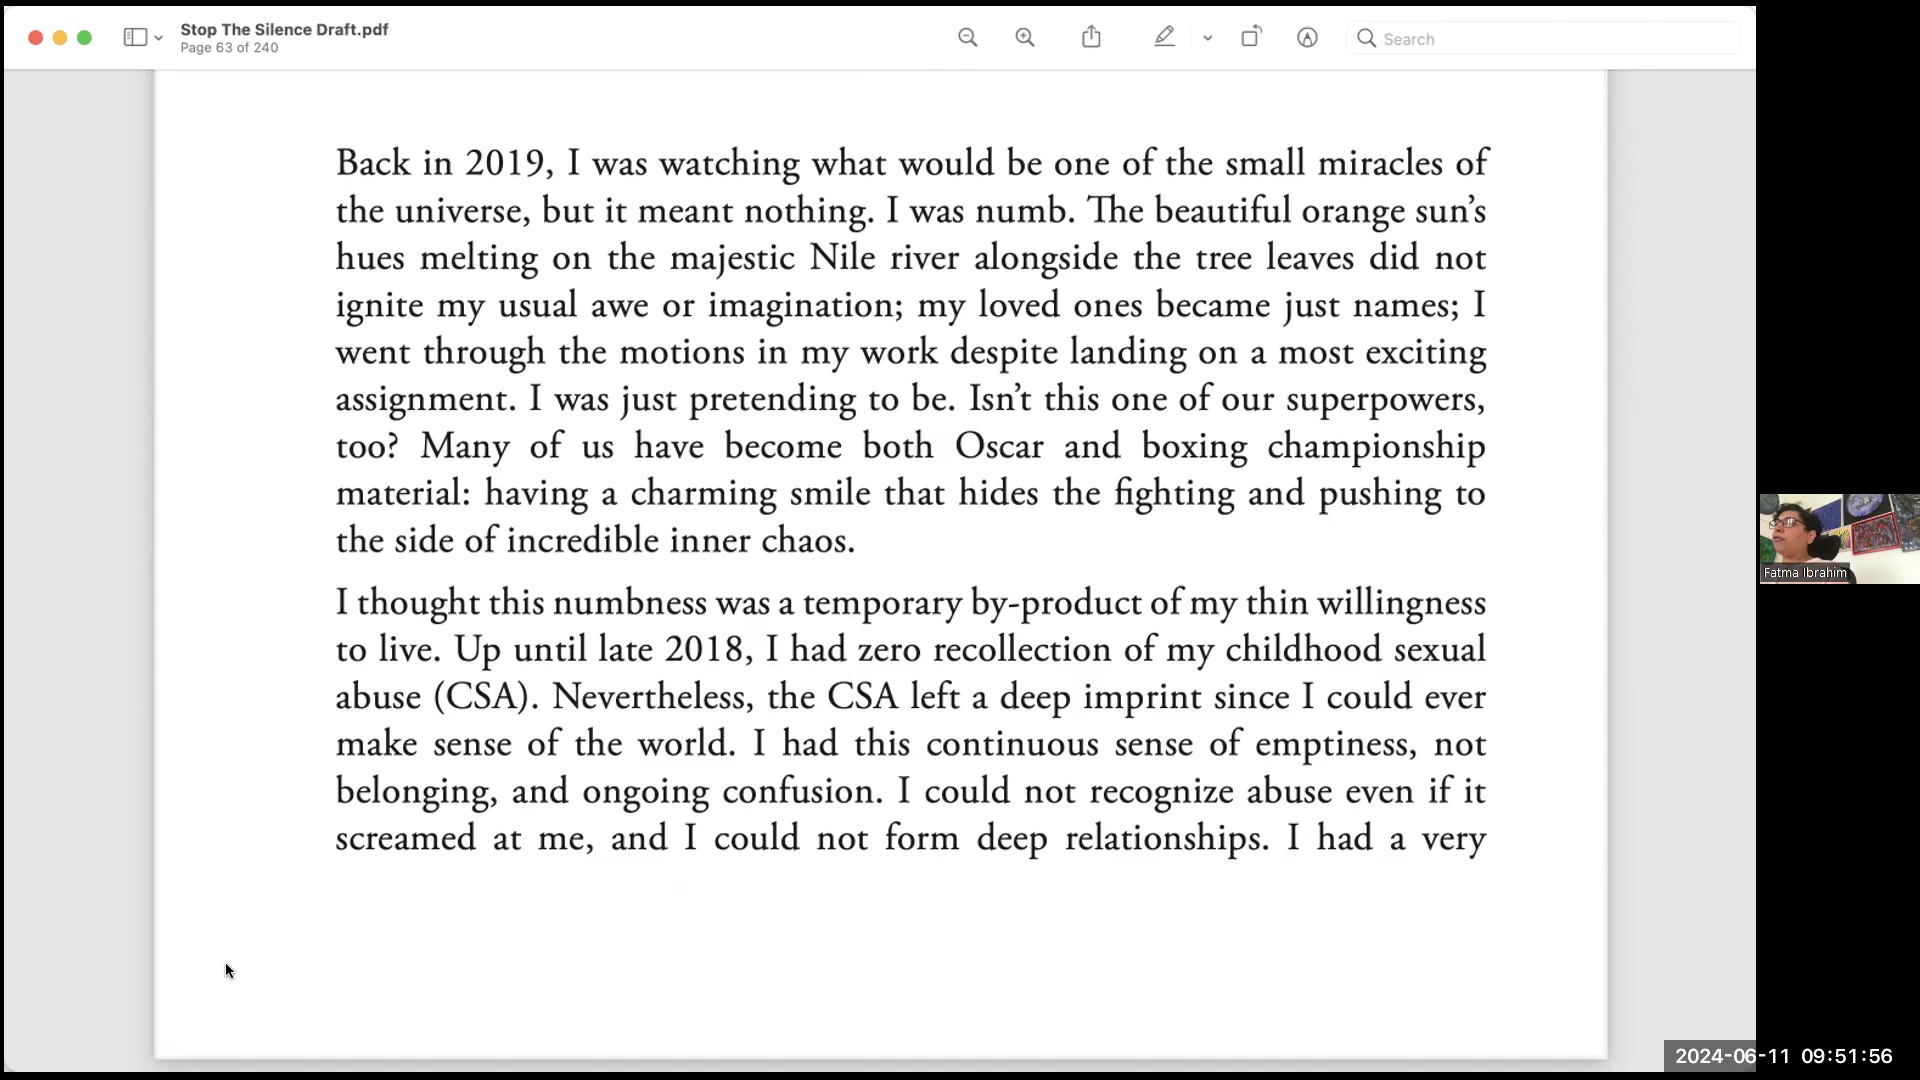 Stop The Silence Draft.pdf
Page 63 of 240
Search
Back in 2019, I was watching what would be one of the small miracles of
the universe, but it meant nothing. I was numb. The beautiful orange sun’s
hues melting on the majestic Nile river alongside the tree leaves did not
ignite my usual awe or imagination; my loved ones became just names; I
went through the motions in my work despite landing on a most exciting
assignment. I was just pretending to be. Isn’t this one of our superpowers,
too? Many of us have become both Oscar and boxing championship
material: having a charming smile that hides the fighting and pushing to
the side of incredible inner chaos.
I thought this numbness was a temporary by-product of my thin willingness
to live. Up until late 2018, I had zero recollection of my childhood sexual
abuse (CSA). Nevertheless, the CSA left a deep imprint since I could ever
make sense of the world. I had this continuous sense of emptiness, not
belonging, and ongoing confusion. I could not recognize abuse even if it
screamed at me, and I could not form deep relationships. I had a very
Fatma Ibrahim
2024-06-11 09:51:56